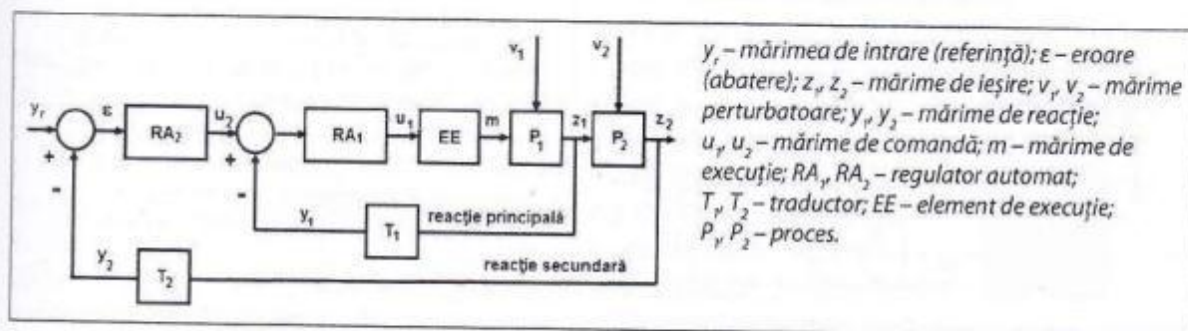 v₁
v₂
yᵣ
ε
RA₂
u₂
RA₁
u₁
EE
m
P₁
z₁
P₂
z₂
+
+
-
-
y₁
T₁
reacție principală
y₂
T₂
reacție secundară
yᵣ – mărimea de intrare (referință); ε – eroare
(abatere); z₁, z₂ – mărime de ieșire; v₁, v₂ – mărime
perturbatoare; y₁, y₂ – mărime de reacție;
u₁, u₂ – mărime de comandă; m – mărime de
execuție; RA₁, RA₂ – regulator automat;
T₁, T₂ – traductor; EE – element de execuție;
P₁, P₂ – proces.